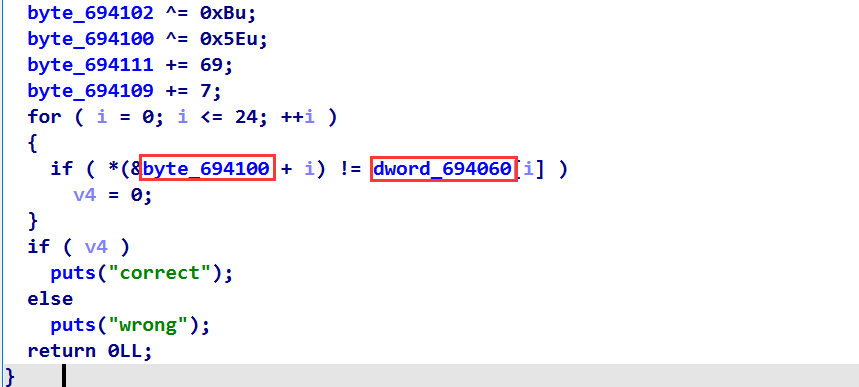 byte_694102 ^= 0xBu;
byte_694100 ^= 0x5Eu;
byte_694111 += 69;
byte_694109 += 7;
for ( i = 0; i <= 24; ++i )
{
if ( *(&byte_694100 + i) != dword_694060[i] )
v4 = 0;
}
if ( v4 )
puts("correct");
else
puts("wrong");
return 0LL;
}